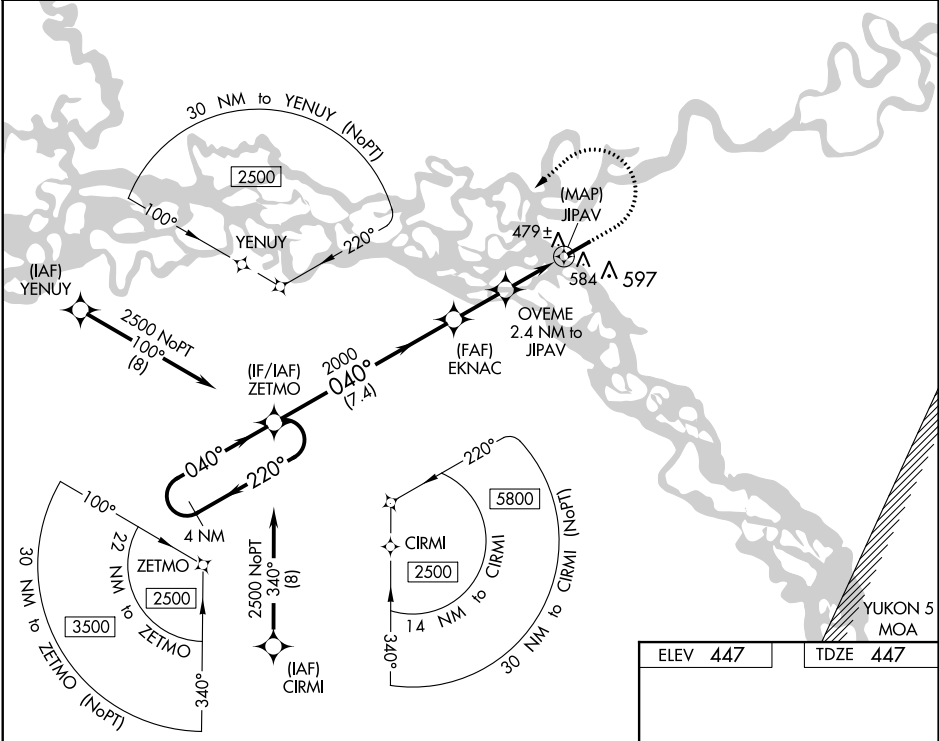 30 NM to YENUY (NoPT)
2500
100°
220°
YENUY
(MAP)
JIPAV
479±
584
597
(IAF)
YENUY
2500 NoPT
100°
(8)
OVEME
2.4 NM to
JIPAV
(FAF)
EKNAC
(IF/IAF)
ZETMO
2000
040°
(7.4)
040°
220°
4 NM
100°
ZETMO
22 NM to ZETMO
2500
3500
30 NM to ZETMO (NoPT)
340°
2500 NoPT
340°
(8)
(IAF)
CIRMI
220°
5800
CIRMI
2500
14 NM to CIRMI
30 NM to CIRMI (NoPT)
340°
YUKON 5
MOA
ELEV 447
TDZE 447